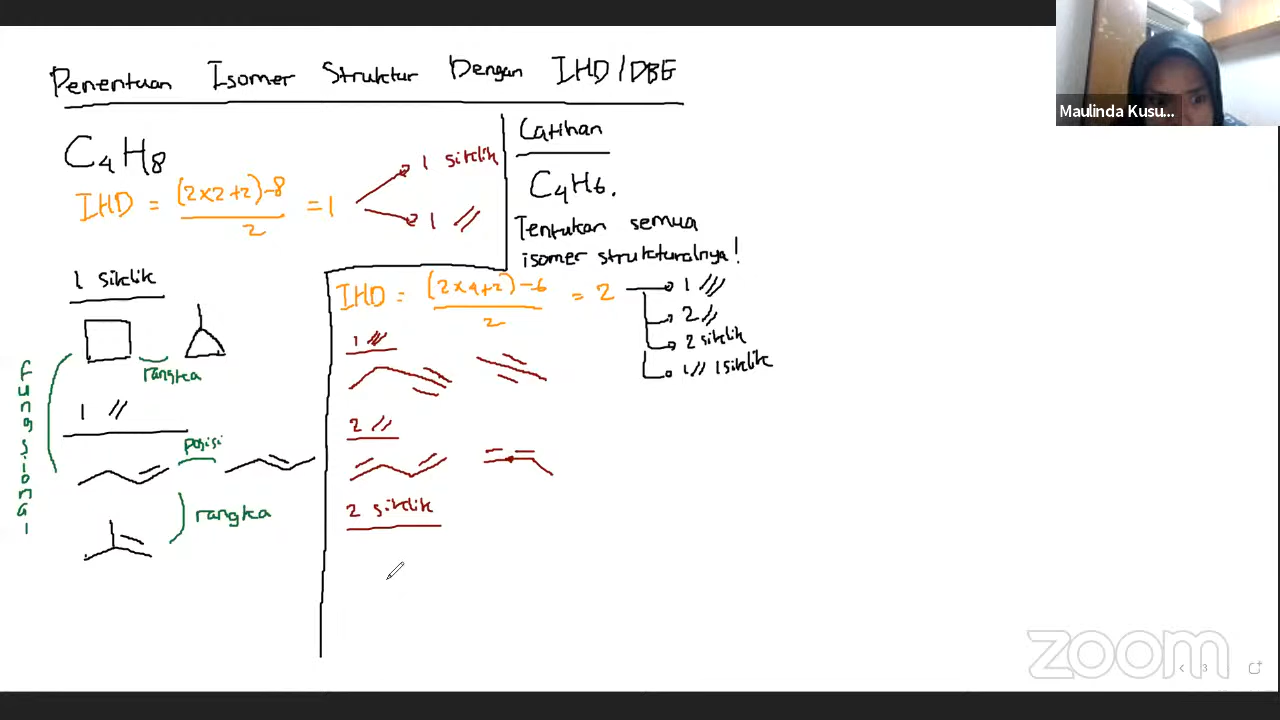 Penentuan Isomer Struktur Dengan IHD/DBE
C4H8
IHD = (2x2+2)-8 / 2 = 1
1 siklik
1 //
1 siklik
rangka
fungsional
1 //
posisi
rangka
Latihan
C4H6.
Tentukan semua
isomer strukturalnya!
IHD = (2x4+2)-6 / 2 = 2
1 ///
2 //
2 siklik
1 // 1 siklik
1 ///
2 //
2 siklik
Maulinda Kusu...
zoom
3